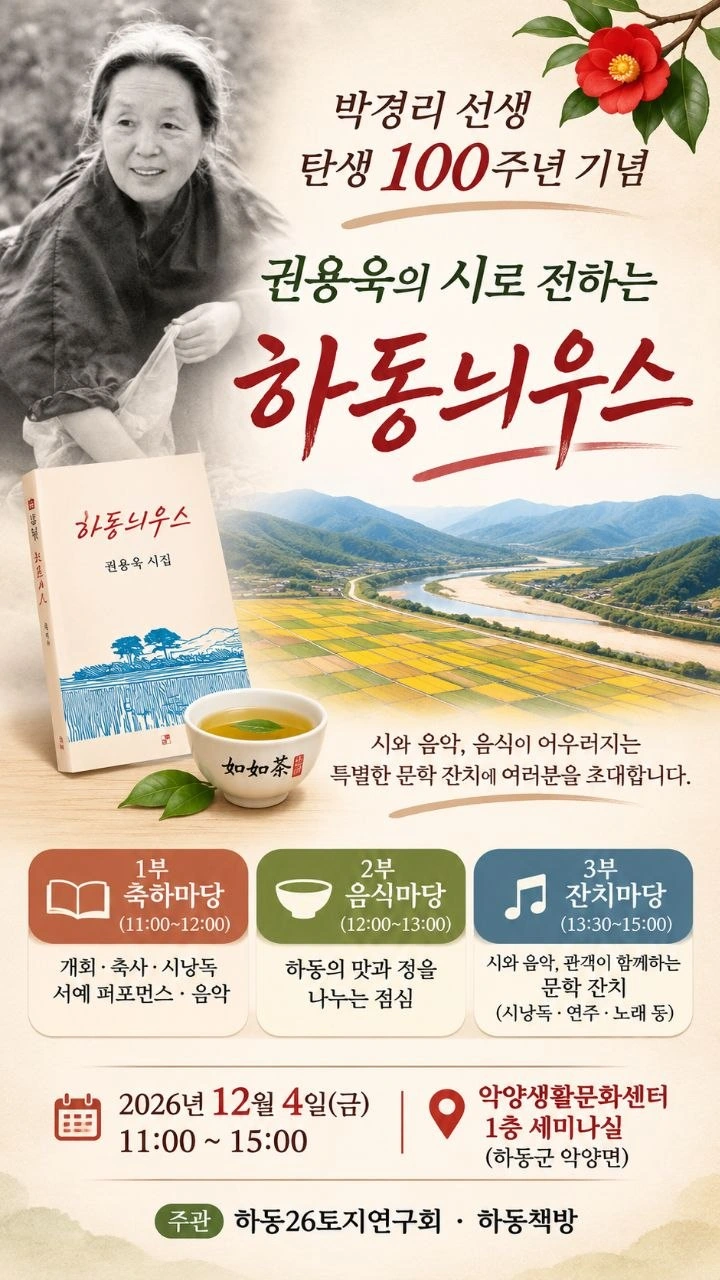 박경리 선생
탄생 100주년 기념
권용욱의 시로 전하는
하동늬우스
하동늬우스
권용욱 시집
如如茶
시와 음악, 음식이 어우러지는
특별한 문학 잔치에 여러분을 초대합니다.
1부
축하마당
(11:00~12:00)
개회·축사·시낭독
서예 퍼포먼스·음악
2부
음식마당
(12:00~13:00)
하동의 맛과 정을
나누는 점심
3부
잔치마당
(13:30~15:00)
시와 음악, 관객이 함께하는
문학 잔치
(시낭독·연주·노래 등)
2026년 12월 4일(금)
11:00 ~ 15:00
악양생활문화센터
1층 세미나실
(하동군 악양면)
주관 하동26토지연구회 · 하동책방